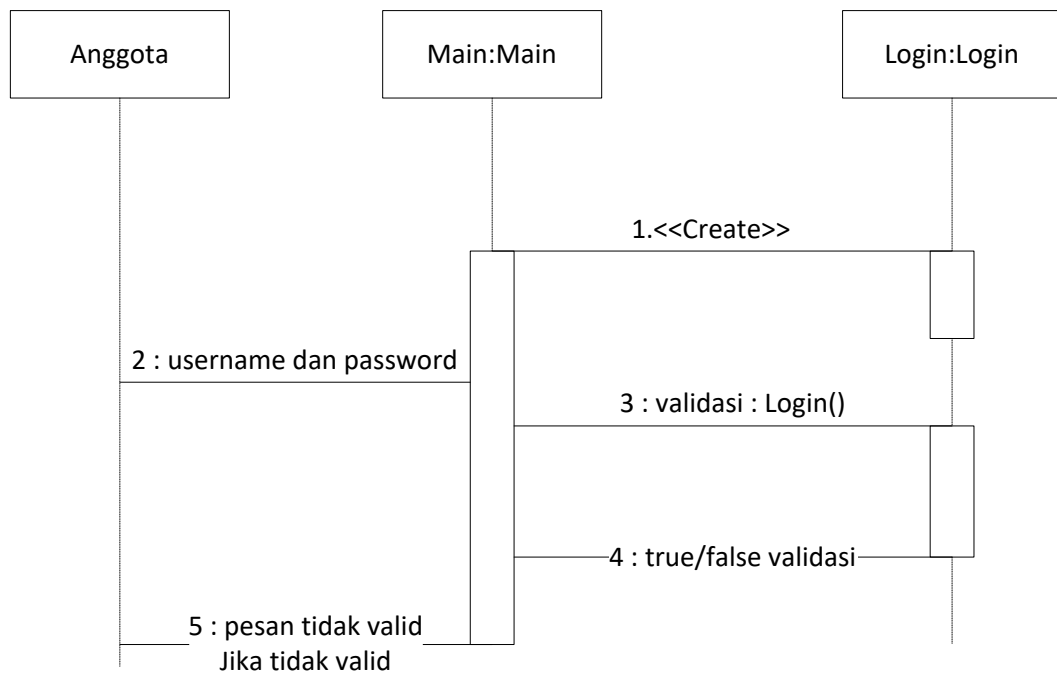 Anggota
Main:Main
Login:Login
1.<<Create>>
2 : username dan password
3 : validasi : Login()
4 : true/false validasi
5 : pesan tidak valid
Jika tidak valid